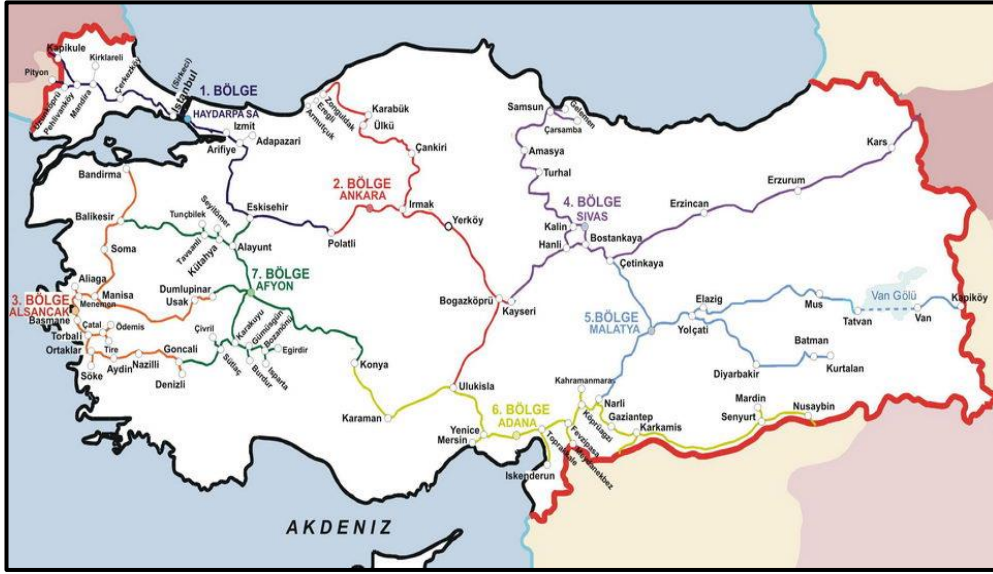 Kapikule
Pityon
Uzunköprü
Pehlivanköy
Mandira
Kirklareli
Çerkezköy
(Sirkeci)
Istanbul
1. BÖLGE
HAYDARPASA
Izmit
Adapazari
Arifiye
Zonguldak
Eregli
Armutçuk
Karabük
Ülkü
Çankiri
2. BÖLGE
ANKARA
Irmak
Yerköy
Polatli
Eskisehir
Samsun
Gelemen
Çarsamba
Amasya
Turhal
4. BÖLGE
SIVAS
Kalin
Hanli
Bostankaya
Çetinkaya
Erzincan
Erzurum
Kars
Bandirma
Balikesir
Tunçbilek
Seyitömer
Tavsanli
Kütahya
Alayunt
Soma
Aliaga
Menemen
Manisa
3. BÖLGE
ALSANCAK
Basmane
Çatal
Ödemis
Torbali
Tire
Ortaklar
Söke
Aydin
Nazilli
Goncali
Denizli
Dumlupinar
Usak
7. BÖLGE
AFYON
Çivril
Sütlaç
Karakuyu
Gümüsgün
Bozanönü
Egirdir
Isparta
Burdur
Bogazköprü
Kayseri
Konya
Karaman
Ulukisla
Yenice
Mersin
6. BÖLGE
ADANA
Toprakkale
Iskenderun
Fevzipasa
Meydanekbez
Kahramanmaras
Köprüagzi
Narli
Gaziantep
Karkamis
Mardin
Senyurt
Nusaybin
5.BÖLGE
MALATYA
Yolçati
Elazig
Mus
Tatvan
Van Gölü
Van
Kapiköy
Diyarbakir
Batman
Kurtalan
AKDENIZ